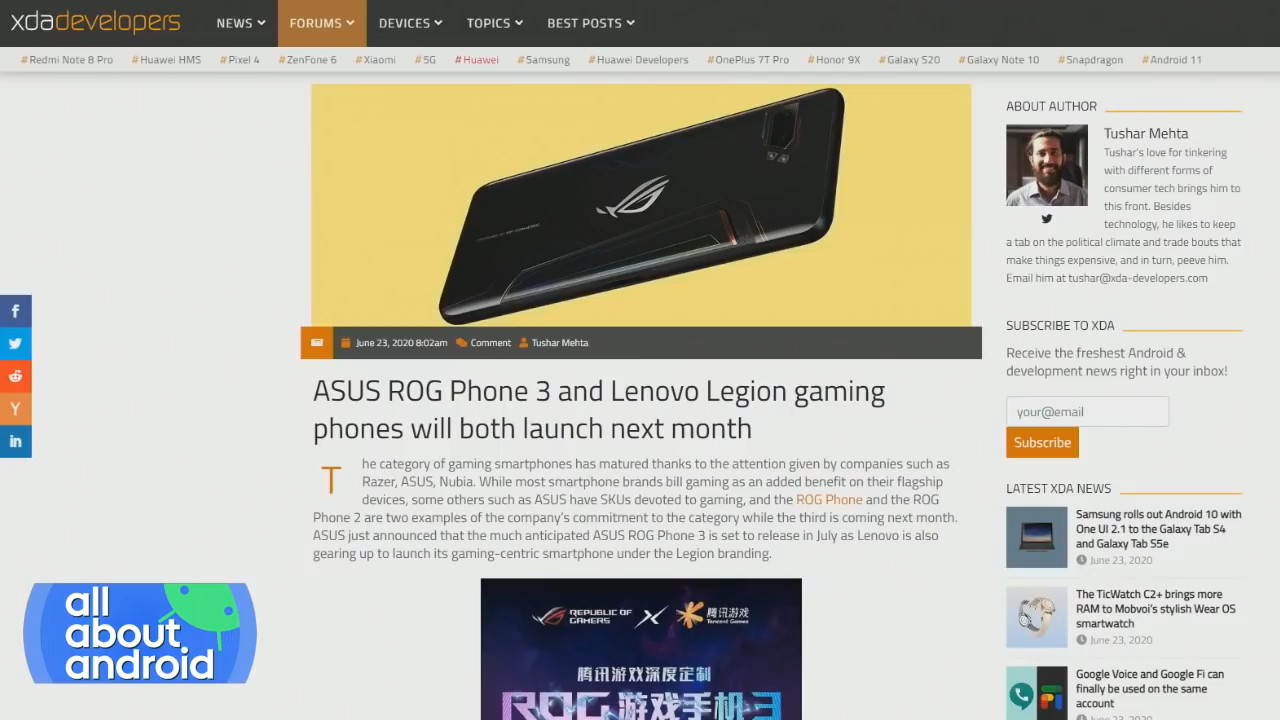 xdadevelopers
NEWS
FORUMS
DEVICES
TOPICS
BEST POSTS
#Redmi Note 8 Pro
#Huawei HMS
#Pixel 4
#ZenFone 6
#Xiaomi
#5G
#Huawei
#Samsung
#Huawei Developers
#OnePlus 7T Pro
#Honor 9X
#Galaxy S20
#Galaxy Note 10
#Snapdragon
#Android 11
June 23, 2020 8:02am
Comment
Tushar Mehta
ASUS ROG Phone 3 and Lenovo Legion gaming
phones will both launch next month
The category of gaming smartphones has matured thanks to the attention given by companies such as
Razer, ASUS, Nubia. While most smartphone brands bill gaming as an added benefit on their flagship
devices, some others such as ASUS have SKUs devoted to gaming, and the ROG Phone and the ROG
Phone 2 are two examples of the company's commitment to the category while the third is coming next month.
ASUS just announced that the much anticipated ASUS ROG Phone 3 is set to release in July as Lenovo is also
gearing up to launch its gaming-centric smartphone under the Legion branding.
REPUBLIC OF
GAMERS
X
腾讯游戏
Tencent Games
腾讯游戏深度定制
ROG游戏手机3
ABOUT AUTHOR
Tushar Mehta
Tushar's love for tinkering
with different forms of
consumer tech brings him to
this front. Besides
technology, he likes to keep
a tab on the political climate and trade bouts that
make things expensive, and in turn, peeve him.
Email him at tushar@xda-developers.com
SUBSCRIBE TO XDA
Receive the freshest Android &
development news right in your inbox!
your@email
Subscribe
LATEST XDA NEWS
Samsung rolls out Android 10 with
One UI 2.1 to the Galaxy Tab S4
and Galaxy Tab S5e
June 23, 2020
The TicWatch C2+ brings more
RAM to Mobvoi's stylish Wear OS
smartwatch
June 23, 2020
Google Voice and Google Fi can
finally be used on the same
account
June 23, 2020
f
Y
in
all
about
android